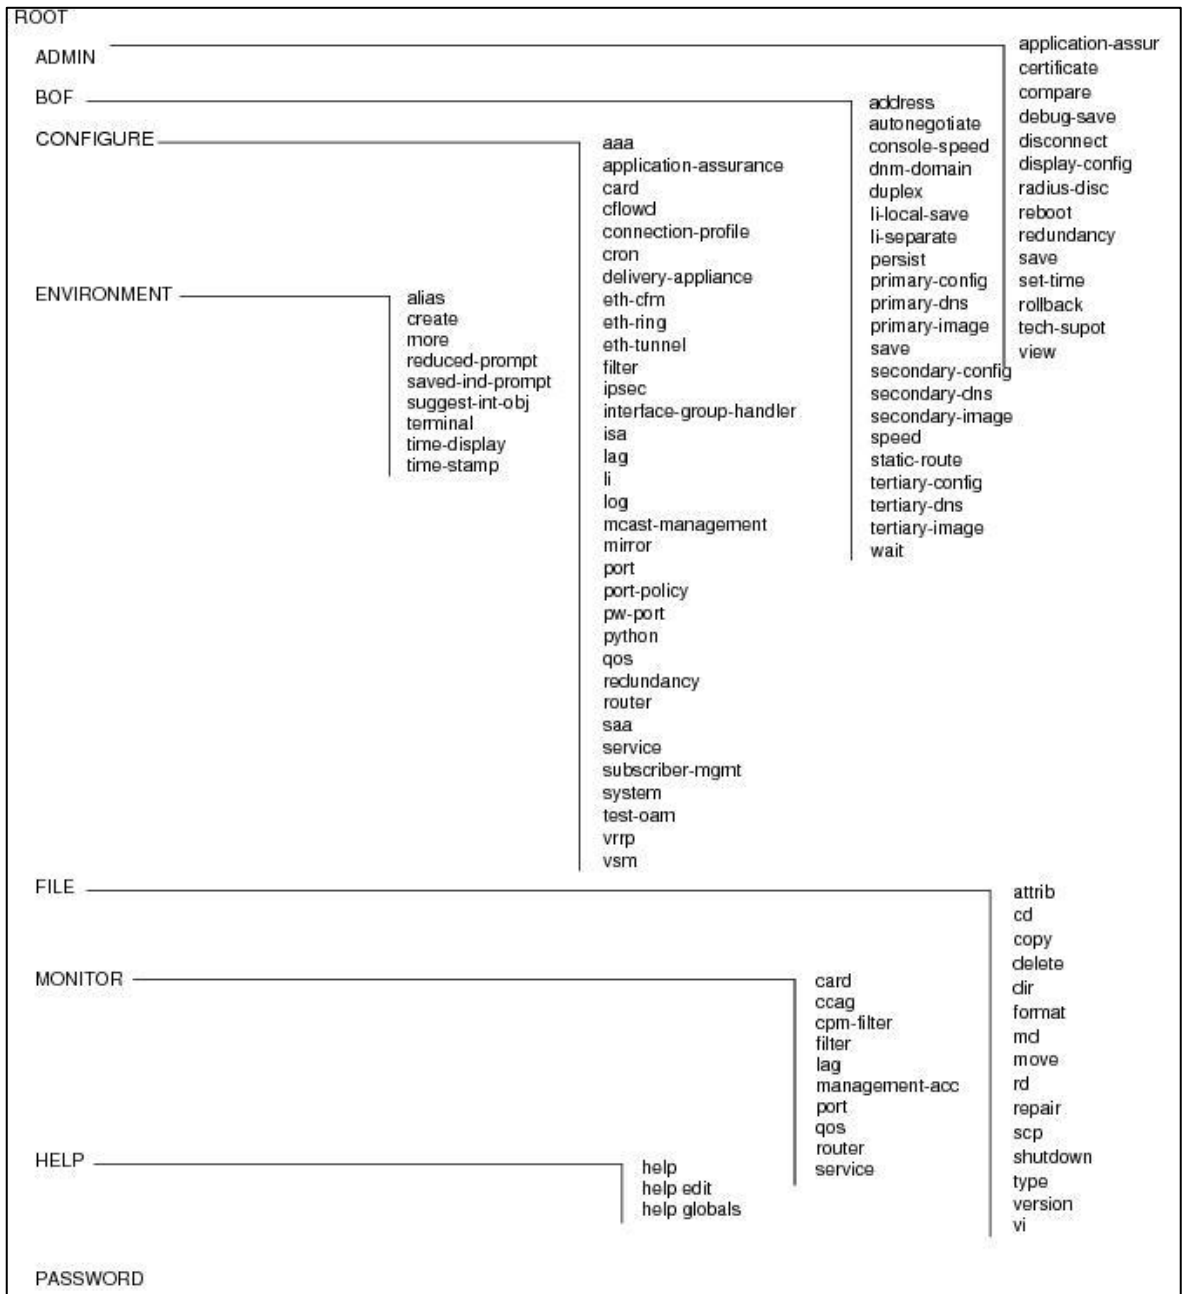 ROOT
ADMIN
application-assur
certificate
compare
debug-save
disconnect
display-config
radius-disc
reboot
redundancy
save
set-time
rollback
tech-supot
view
BOF
address
autonegotiate
console-speed
dnm-domain
duplex
li-local-save
li-separate
persist
primary-config
primary-dns
primary-image
save
secondary-config
secondary-dns
secondary-image
speed
static-route
tertiary-config
tertiary-dns
tertiary-image
wait
CONFIGURE
aaa
application-assurance
card
cflowd
connection-profile
cron
delivery-appliance
eth-cfm
eth-ring
eth-tunnel
filter
ipsec
interface-group-handler
isa
lag
li
log
mcast-management
mirror
port
port-policy
pw-port
python
qos
redundancy
router
saa
service
subscriber-mgmt
system
test-oam
vrrp
vsm
ENVIRONMENT
alias
create
more
reduced-prompt
saved-ind-prompt
suggest-int-obj
terminal
time-display
time-stamp
FILE
attrib
cd
copy
delete
dir
format
md
move
rd
repair
scp
shutdown
type
version
vi
MONITOR
card
ccag
cpm-filter
filter
lag
management-acc
port
qos
router
service
HELP
help
help edit
help globals
PASSWORD